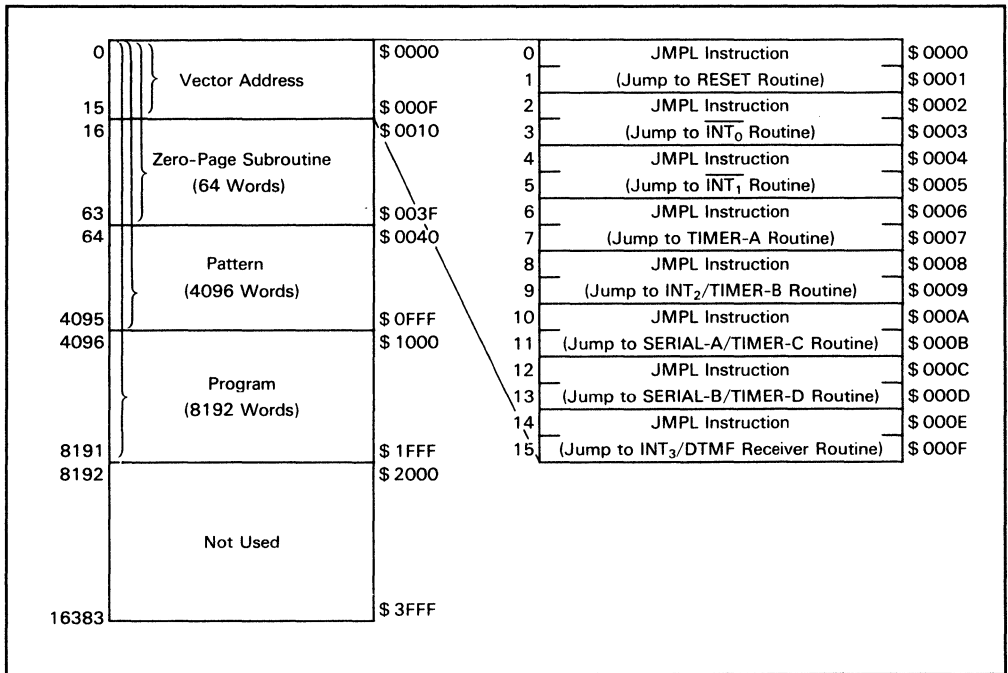 0 $ 0000
Vector Address
15 $ 000F
16 $ 0010
Zero-Page Subroutine
(64 Words)
63 $ 003F
64 $ 0040
Pattern
(4096 Words)
4095 $ 0FFF
4096 $ 1000
Program
(8192 Words)
8191 $ 1FFF
8192 $ 2000
Not Used
16383 $ 3FFF
0 JMPL Instruction $ 0000
1 (Jump to RESET Routine) $ 0001
2 JMPL Instruction $ 0002
3 (Jump to INT0 Routine) $ 0003
4 JMPL Instruction $ 0004
5 (Jump to INT1 Routine) $ 0005
6 JMPL Instruction $ 0006
7 (Jump to TIMER-A Routine) $ 0007
8 JMPL Instruction $ 0008
9 (Jump to INT2/TIMER-B Routine) $ 0009
10 JMPL Instruction $ 000A
11 (Jump to SERIAL-A/TIMER-C Routine) $ 000B
12 JMPL Instruction $ 000C
13 (Jump to SERIAL-B/TIMER-D Routine) $ 000D
14 JMPL Instruction $ 000E
15 (Jump to INT3/DTMF Receiver Routine) $ 000F